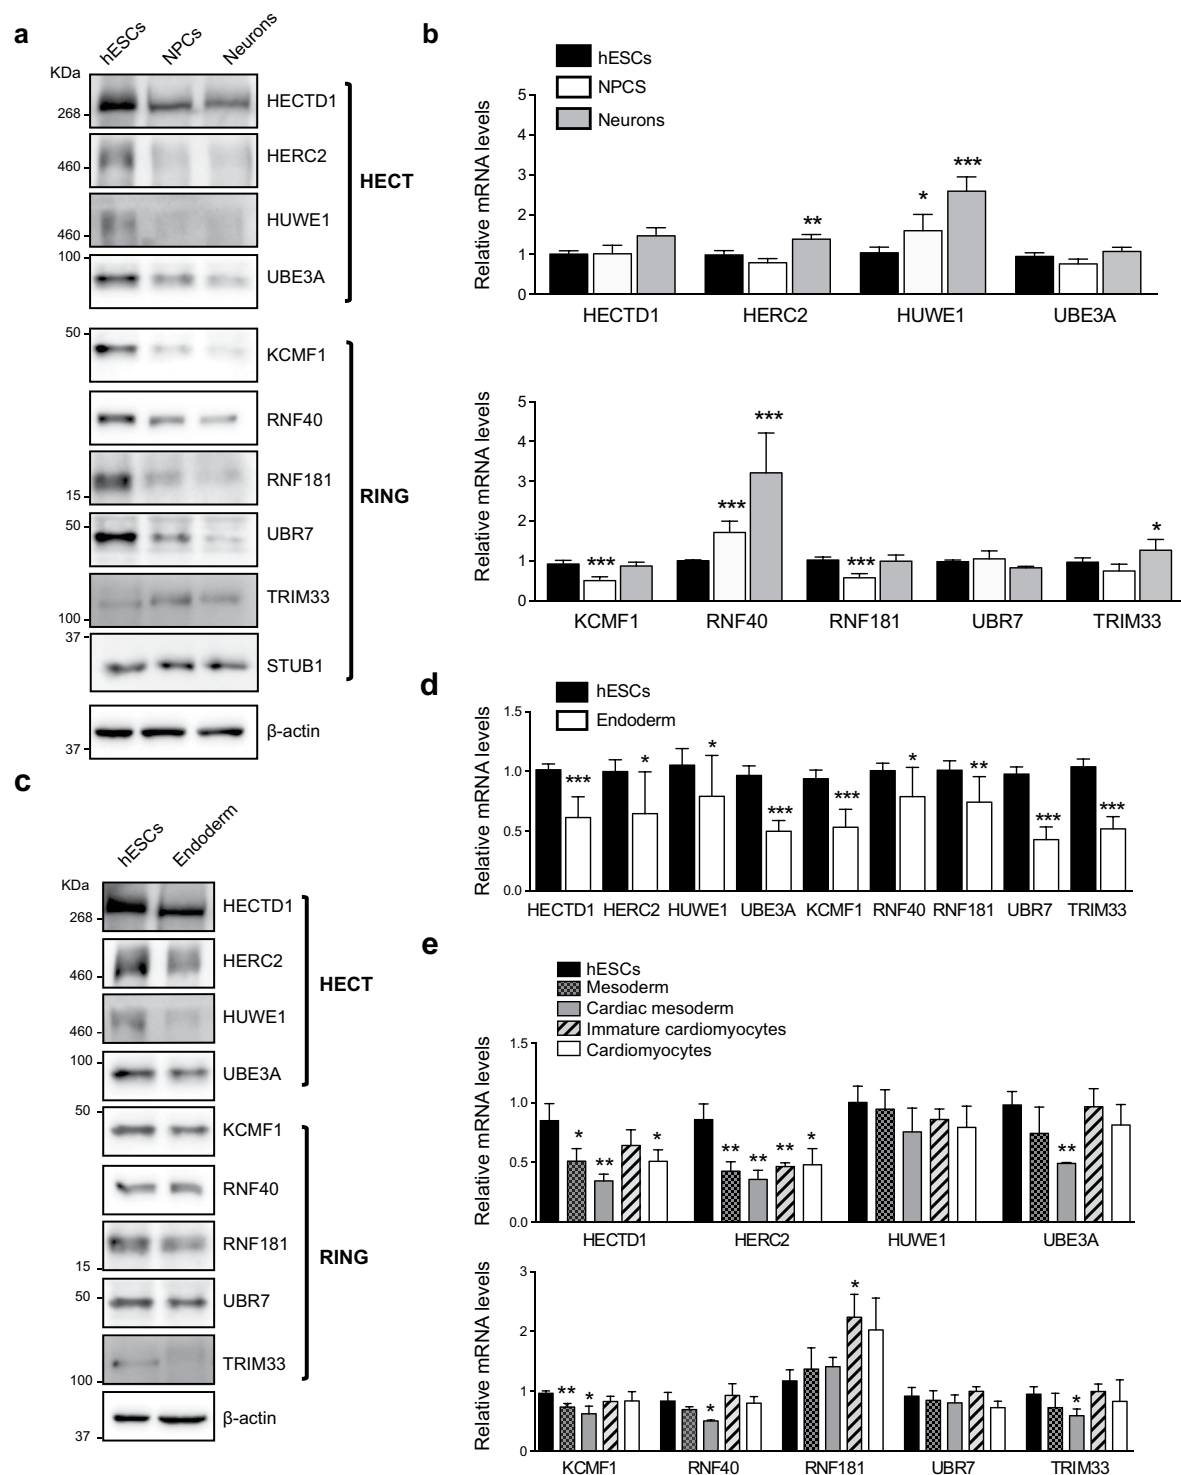 a
hESCs NPCs Neurons
KDa
268 HECTD1
460 HERC2
HECT
460 HUWE1
100 UBE3A
50 KCMF1
RNF40
15 RNF181
RING
50 UBR7
100 TRIM33
37 STUB1
37 β-actin
b
hESCs
NPCS
Neurons
Relative mRNA levels
5
4
3
2
1
0
** * ***
HECTD1 HERC2 HUWE1 UBE3A
Relative mRNA levels
5
4
3
2
1
0
*** *** *** *** *
KCMF1 RNF40 RNF181 UBR7 TRIM33
c
hESCs Endoderm
KDa
268 HECTD1
460 HERC2
HECT
460 HUWE1
100 UBE3A
50 KCMF1
RNF40
15 RNF181
RING
50 UBR7
100 TRIM33
37 β-actin
d
hESCs
Endoderm
Relative mRNA levels
1.5
1.0
0.5
0.0
*** * * *** *** * ** *** ***
HECTD1 HERC2 HUWE1 UBE3A KCMF1 RNF40 RNF181 UBR7 TRIM33
e
hESCs
Mesoderm
Cardiac mesoderm
Immature cardiomyocytes
Cardiomyocytes
Relative mRNA levels
1.5
1.0
0.5
0.0
* ** * ** ** ** * **
HECTD1 HERC2 HUWE1 UBE3A
Relative mRNA levels
3
2
1
0
** * * * *
KCMF1 RNF40 RNF181 UBR7 TRIM33